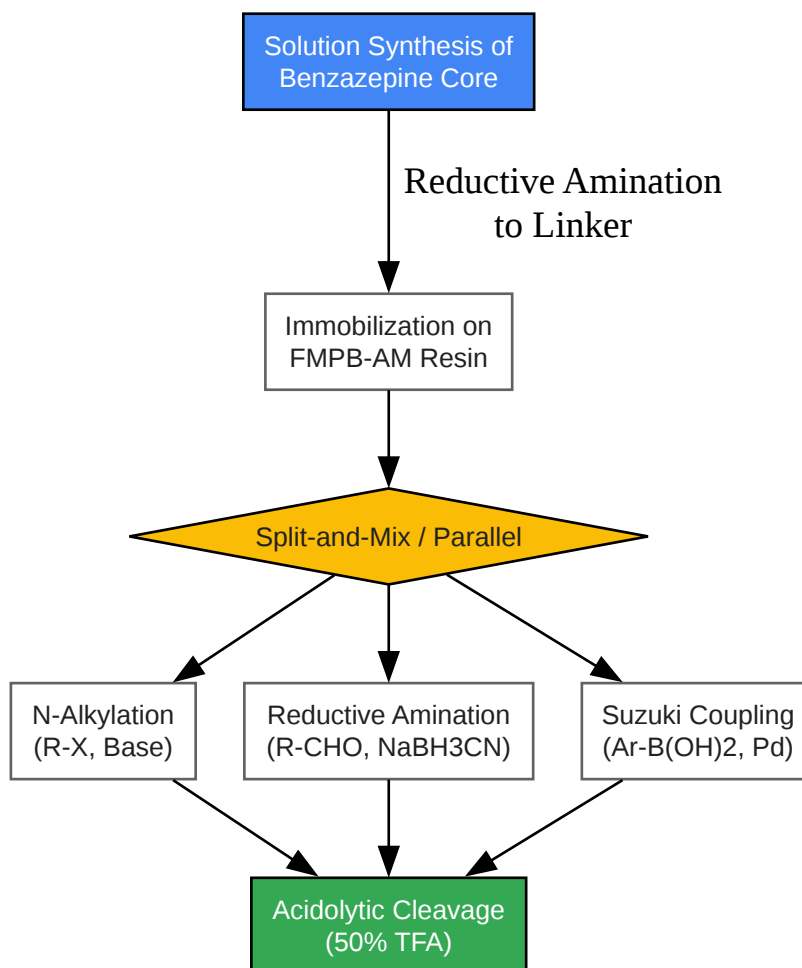 Solution Synthesis of
Benzazepine Core
Reductive Amination
to Linker
Immobilization on
FMPB-AM Resin
Split-and-Mix / Parallel
N-Alkylation
(R-X, Base)
Reductive Amination
(R-CHO, NaBH3CN)
Suzuki Coupling
(Ar-B(OH)2, Pd)
Acidolytic Cleavage
(50% TFA)